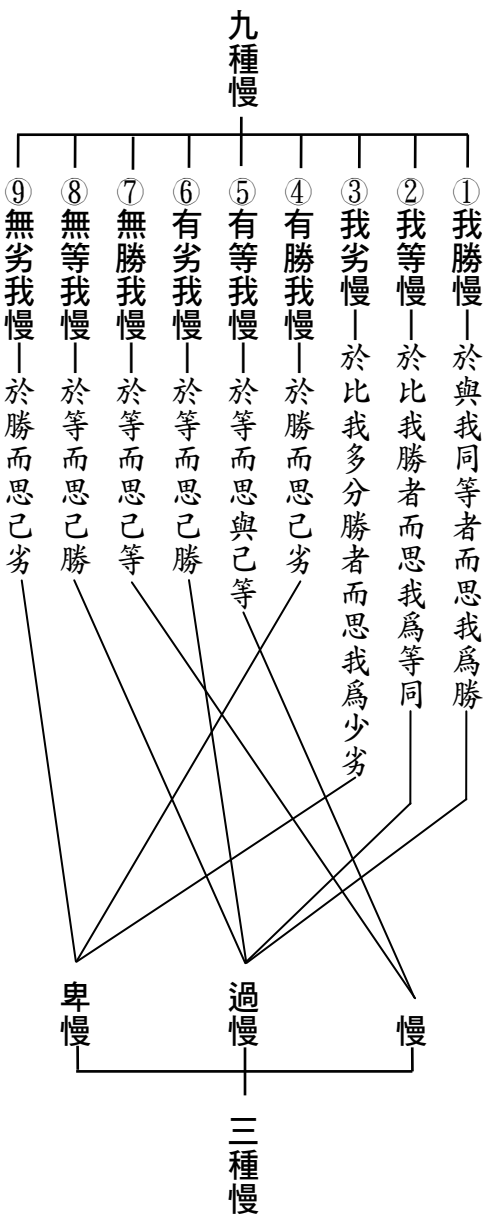 九種慢
①我勝慢—於與我同等者而思我爲勝
②我等慢—於比我勝者而思我爲等同
③我劣慢—於比我多分勝者而思我爲少劣
④有勝我慢—於勝而思己劣
⑤有等我慢—於等而思與己等
⑥有劣我慢—於等而思己勝
⑦無勝我慢—於等而思己等
⑧無等我慢—於等而思己勝
⑨無劣我慢—於勝而思己劣
慢
過慢
卑慢
三種慢